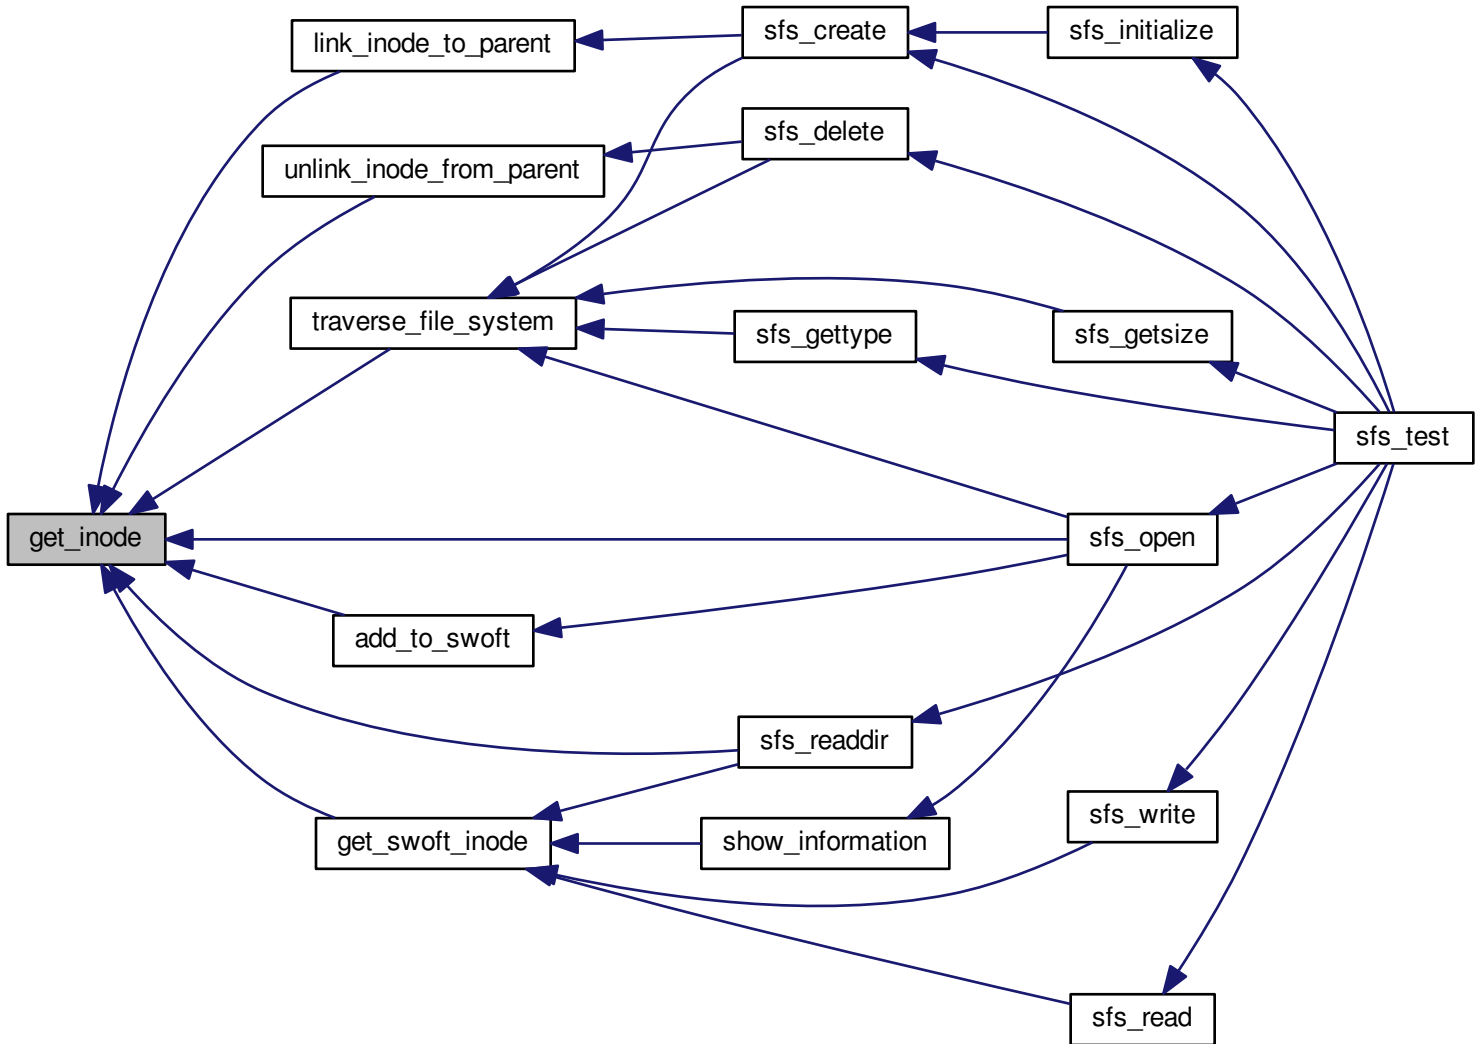 sfs_create
sfs_initialize
link_inode_to_parent
sfs_delete
unlink_inode_from_parent
traverse_file_system
sfs_gettype
sfs_getsize
sfs_test
get_inode
sfs_open
add_to_swoft
sfs_readdir
sfs_write
get_swoft_inode
show_information
sfs_read